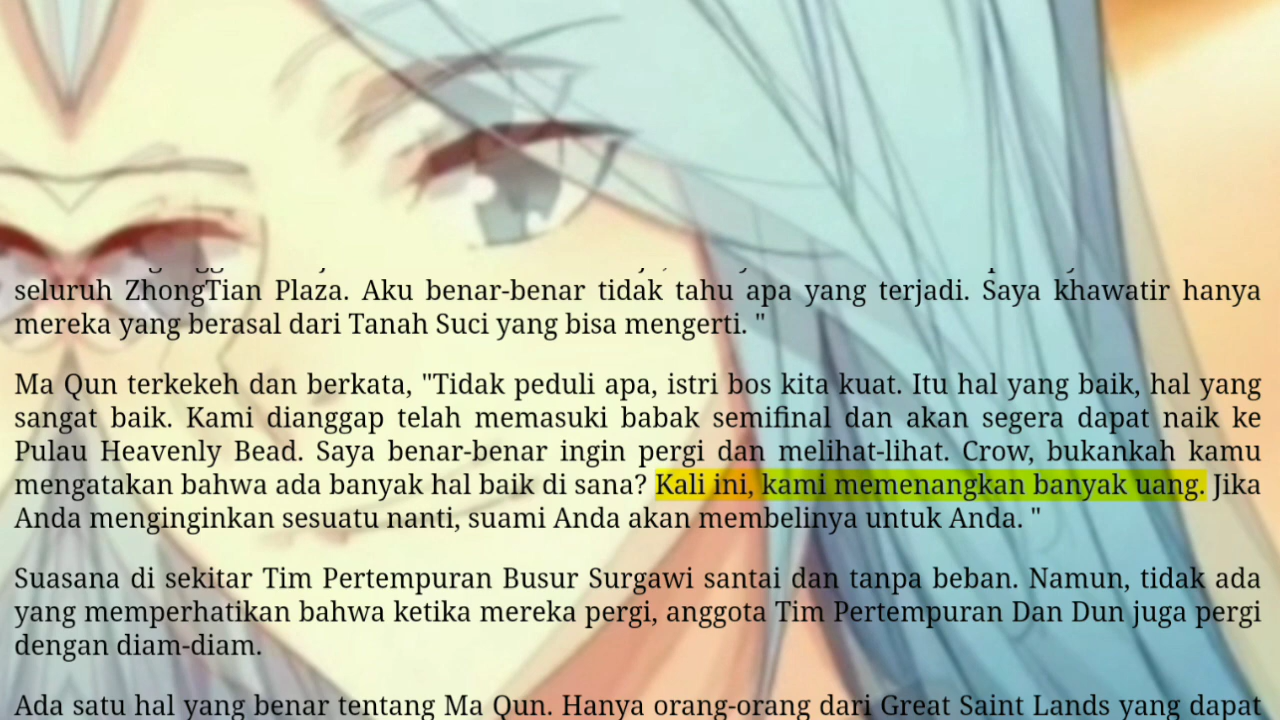 seluruh ZhongTian Plaza. Aku benar-benar tidak tahu apa yang terjadi. Saya khawatir hanya
mereka yang berasal dari Tanah Suci yang bisa mengerti. "
Ma Qun terkekeh dan berkata, "Tidak peduli apa, istri bos kita kuat. Itu hal yang baik, hal yang
sangat baik. Kami dianggap telah memasuki babak semifinal dan akan segera dapat naik ke
Pulau Heavenly Bead. Saya benar-benar ingin pergi dan melihat-lihat. Crow, bukankah kamu
mengatakan bahwa ada banyak hal baik di sana? Kali ini, kami memenangkan banyak uang. Jika
Anda menginginkan sesuatu nanti, suami Anda akan membelinya untuk Anda. "
Suasana di sekitar Tim Pertempuran Busur Surgawi santai dan tanpa beban. Namun, tidak ada
yang memperhatikan bahwa ketika mereka pergi, anggota Tim Pertempuran Dan Dun juga pergi
dengan diam-diam.
Ada satu hal yang benar tentang Ma Qun. Hanya orang-orang dari Great Saint Lands yang dapat